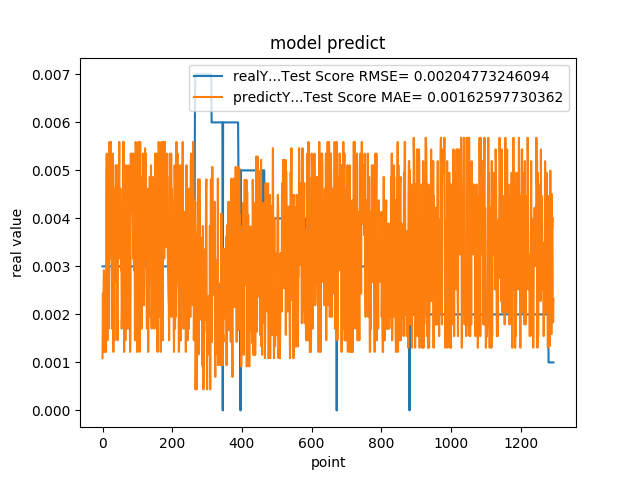 model predict
realY...Test Score RMSE= 0.00204773246094
predictY...Test Score MAE= 0.00162597730362
0.007
0.006
0.005
0.004
0.003
0.002
0.001
0.000
real value
0 200 400 600 800 1000 1200
point